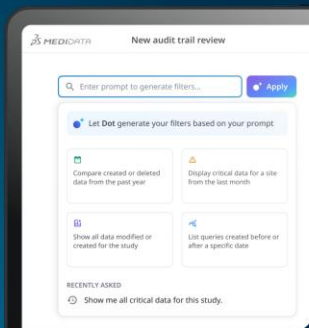 MEDIDATA New audit trail review
Enter prompt to generate filters... Apply
Let Dot generate your filters based on your prompt
Compare created or deleted
data from the past year
Display critical data for a site
from the last month
Show all data modified or
created for the study
List queries created before or
after a specific date
RECENTLY ASKED
Show me all critical data for this study.